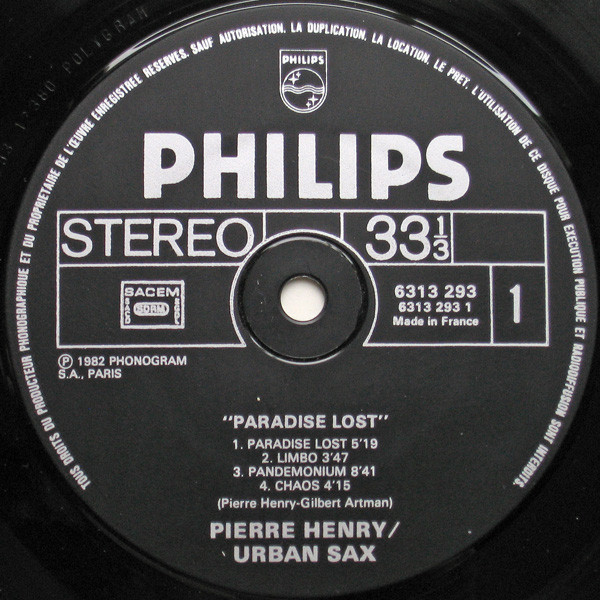 TOUS DROITS DU PRODUCTEUR PHONOGRAPHIQUE ET DU PROPRIETAIRE DE L'ŒUVRE ENREGISTREE RESERVES. SAUF AUTORISATION. LA DUPLICATION, LA LOCATION, LE PRET, L'UTILISATION DE CE DISQUE POUR EXECUTION PUBLIQUE ET RADIODIFFUSION SONT INTERDITS.
PHILIPS
PHILIPS
STEREO 33 1/3
SACEM
SDRM
6313 293
6313 293 1
Made in France
1
Ⓟ 1982 PHONOGRAM
S.A., PARIS
"PARADISE LOST"
1. PARADISE LOST 5'19
2. LIMBO 3'47
3. PANDEMONIUM 8'41
4. CHAOS 4'15
(Pierre Henry-Gilbert Artman)
PIERRE HENRY/
URBAN SAX